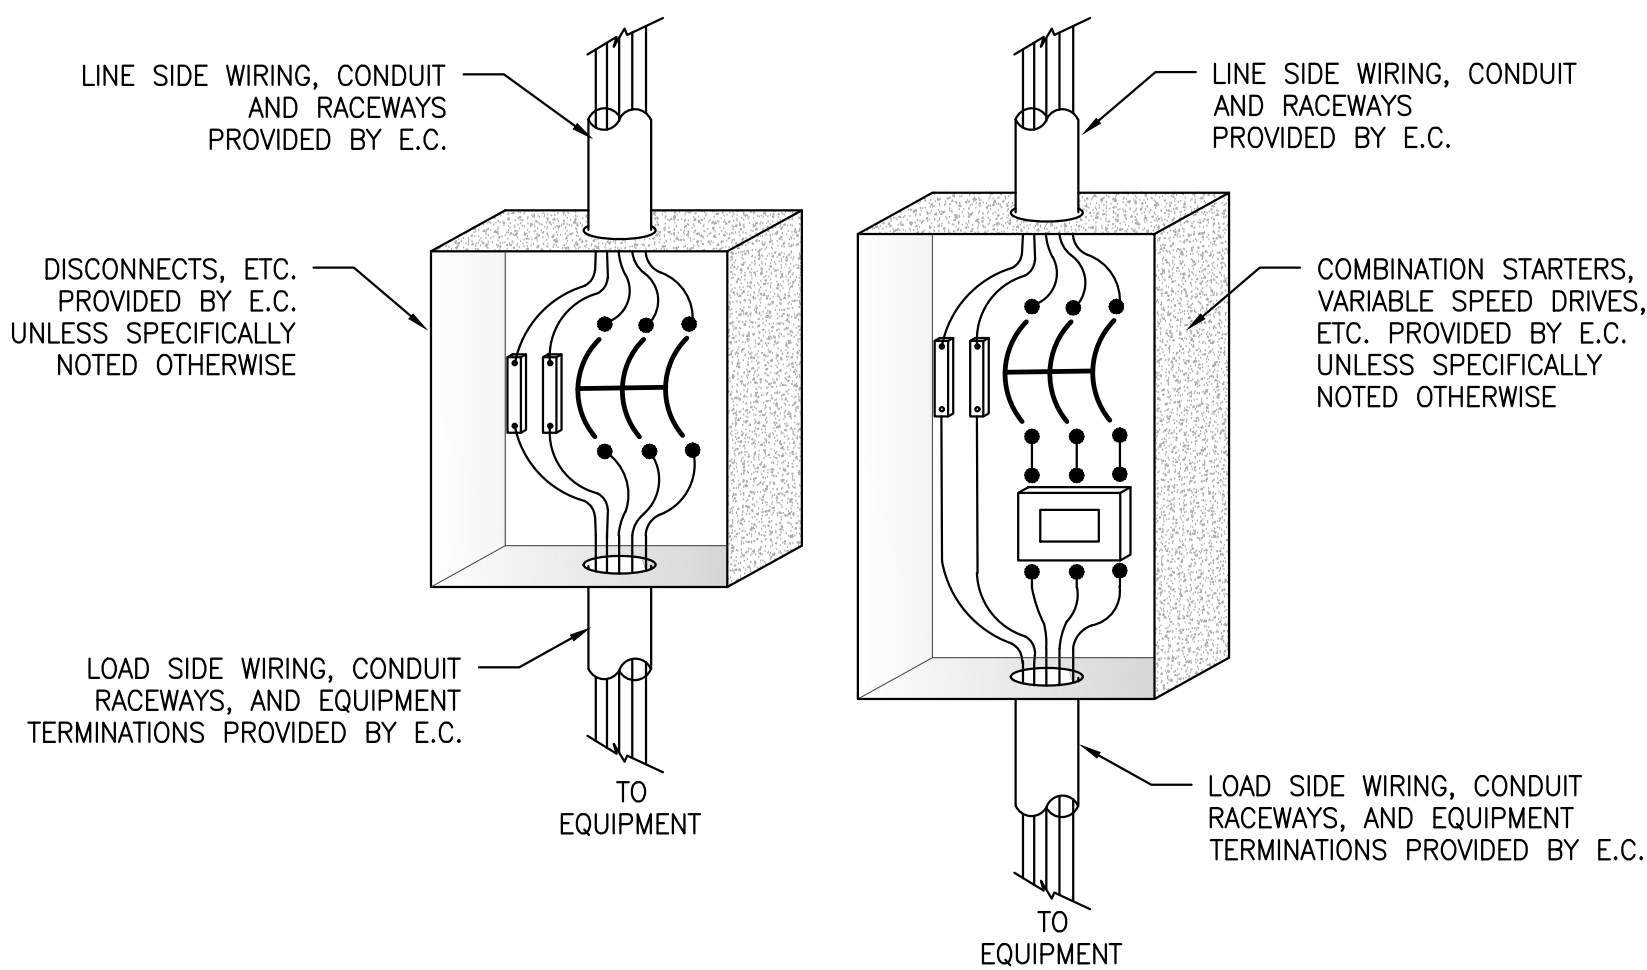 LINE SIDE WIRING, CONDUIT
AND RACEWAYS
PROVIDED BY E.C.
DISCONNECTS, ETC.
PROVIDED BY E.C.
UNLESS SPECIFICALLY
NOTED OTHERWISE
LOAD SIDE WIRING, CONDUIT
RACEWAYS, AND EQUIPMENT
TERMINATIONS PROVIDED BY E.C.
TO
EQUIPMENT
LINE SIDE WIRING, CONDUIT
AND RACEWAYS
PROVIDED BY E.C.
COMBINATION STARTERS,
VARIABLE SPEED DRIVES,
ETC. PROVIDED BY E.C.
UNLESS SPECIFICALLY
NOTED OTHERWISE
LOAD SIDE WIRING, CONDUIT
RACEWAYS, AND EQUIPMENT
TERMINATIONS PROVIDED BY E.C.
TO
EQUIPMENT